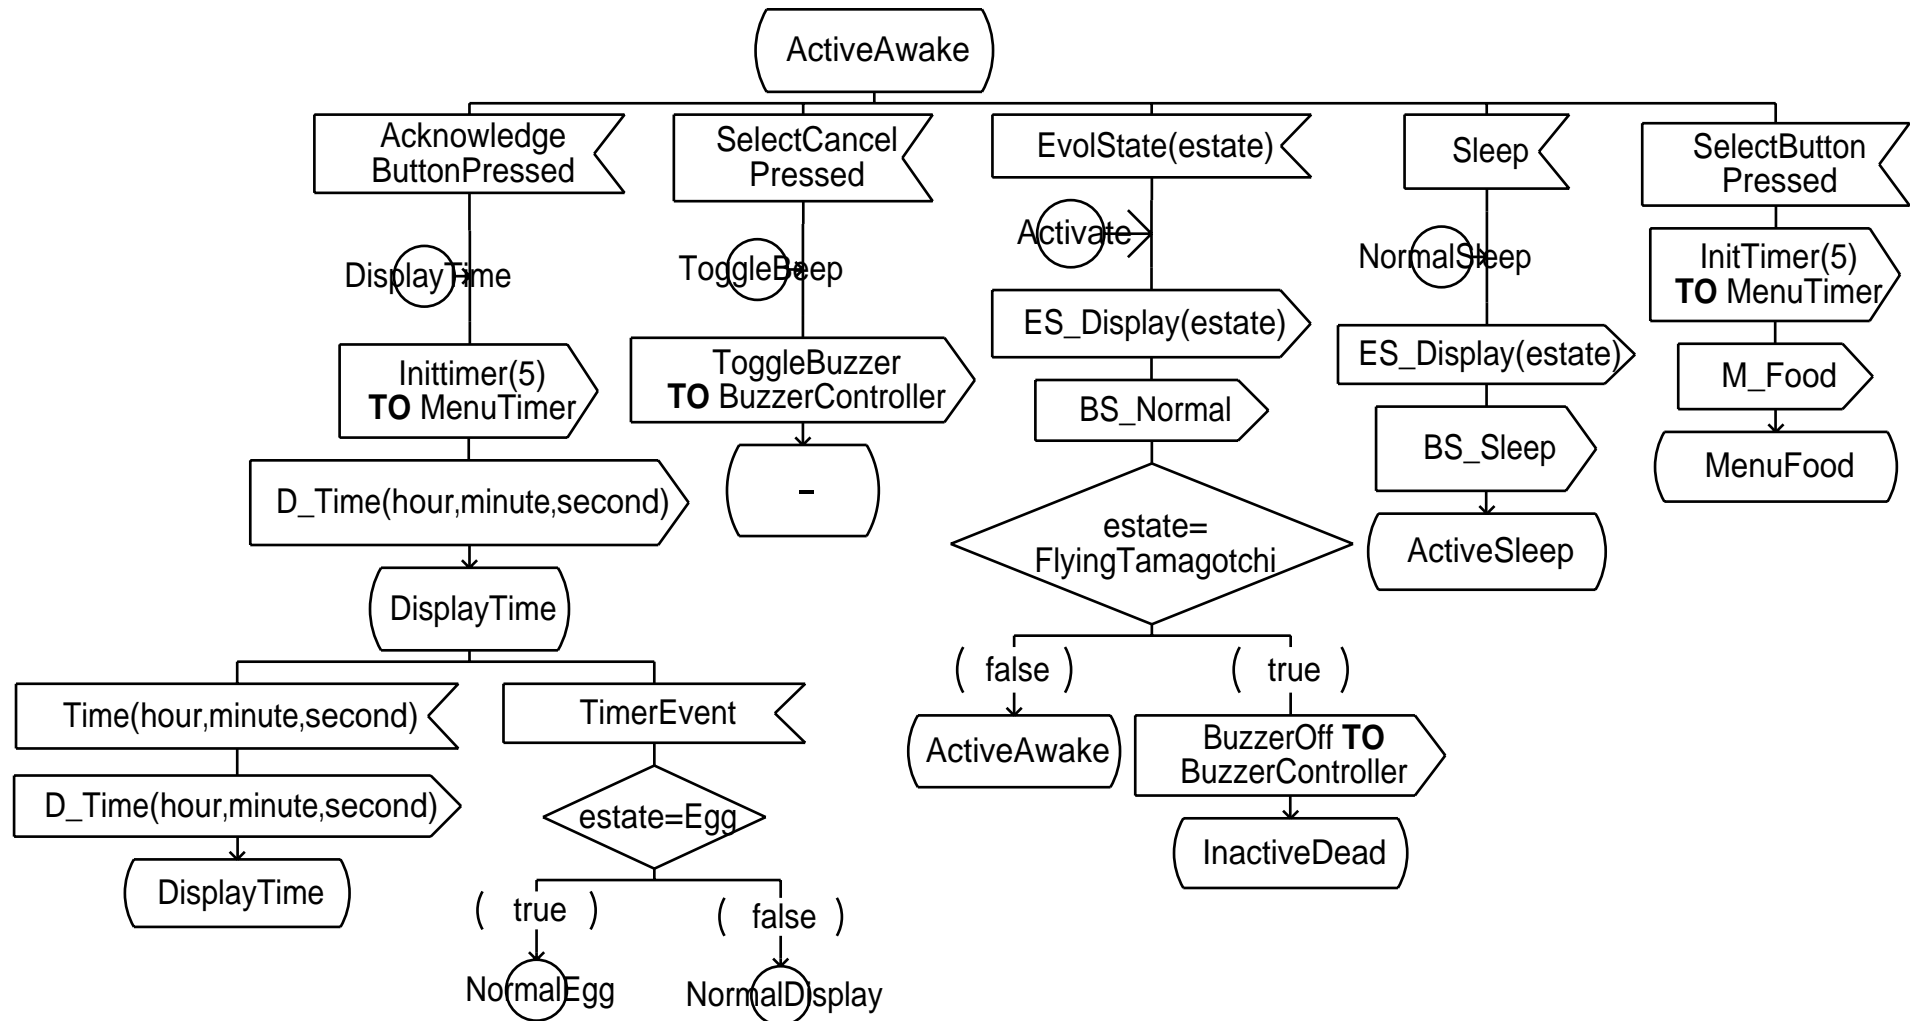 ActiveAwake
Acknowledge
ButtonPressed
SelectCancel
Pressed
EvolState(estate)
Sleep
SelectButton
Pressed
DisplayTime
ToggleBeep
Activate
NormalSleep
InitTimer(5)
TO MenuTimer
Inittimer(5)
TO MenuTimer
ToggleBuzzer
TO BuzzerController
ES_Display(estate)
ES_Display(estate)
M_Food
D_Time(hour,minute,second)
-
BS_Normal
BS_Sleep
MenuFood
DisplayTime
estate=
FlyingTamagotchi
ActiveSleep
( false )
( true )
Time(hour,minute,second)
TimerEvent
ActiveAwake
BuzzerOff TO
BuzzerController
D_Time(hour,minute,second)
estate=Egg
InactiveDead
DisplayTime
( true )
( false )
NormalEgg
NormalDisplay